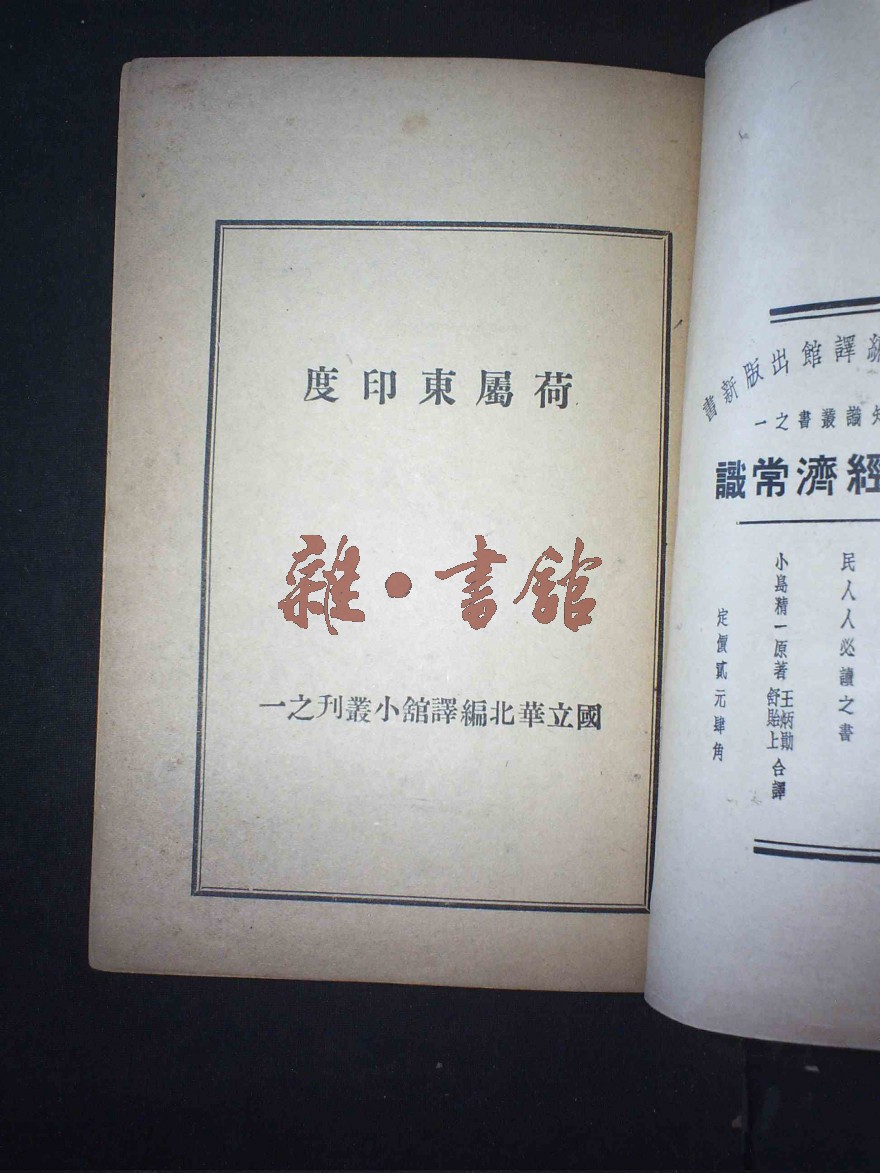 荷屬東印度
雜·書館
國立華北編譯館小叢刊之一
編譯館出版新書
知識叢書之一
經濟常識
民人人必讀之書
小島精一原著 王炳勛 舒貽上 合譯
定價貳元肆角